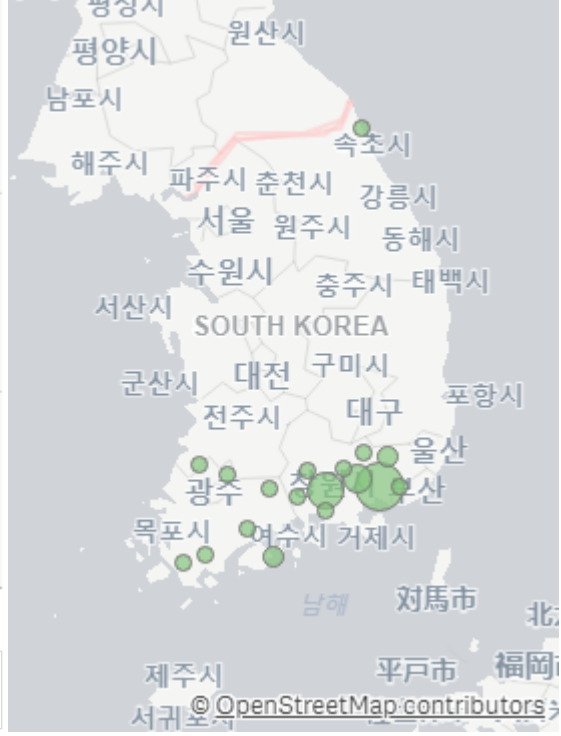 평성시
원산시
평양시
남포시
속초시
해주시
파주시 춘천시
강릉시
서울 원주시
동해시
수원시
충주시 태백시
서산시
SOUTH KOREA
구미시
대전
군산시
포항시
대구
전주시
울산
광주
목포시
여수시 거제시
対馬市
남해
제주시
平戸市
© OpenStreetMap contributors